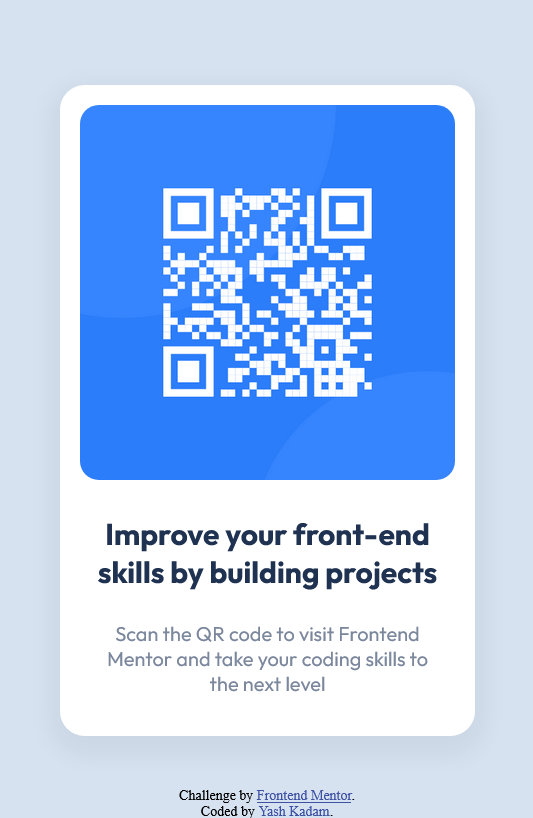 Improve your front-end
skills by building projects
Scan the QR code to visit Frontend
Mentor and take your coding skills to
the next level
Challenge by Frontend Mentor.
Coded by Yash Kadam.